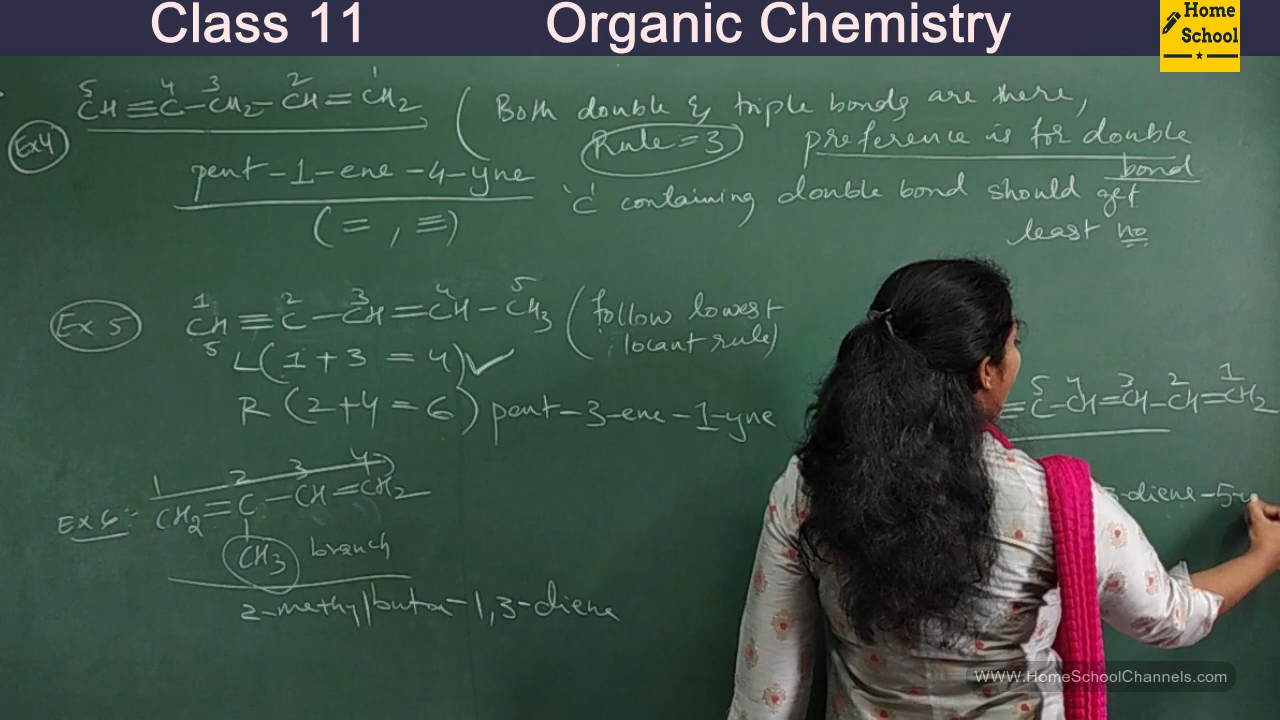 Class 11 Organic Chemistry
Home
School
5 4 3 2 1
Ex4 CH≡C-CH2-CH=CH2 ( Both double & triple bonds are there,
Rule=3 preference is for double
bond
pent-1-ene-4-yne 'C' containing double bond should get
least no
(=, ≡)
1 2 3 4 5
Ex 5 CH≡C-CH=CH-CH3 (follow lowest
locant rule)
5
L(1+3=4)✓
R (2+4=6) pent-3-ene-1-yne
5 4 3 2 1
≡C-CH=CH-CH=CH2
3-diene-5-y
1 2 3 4
Ex 6:- CH2=C-CH=CH2
CH3 branch
2-methylbuta-1,3-diene
WWW.HomeSchoolChannels.com